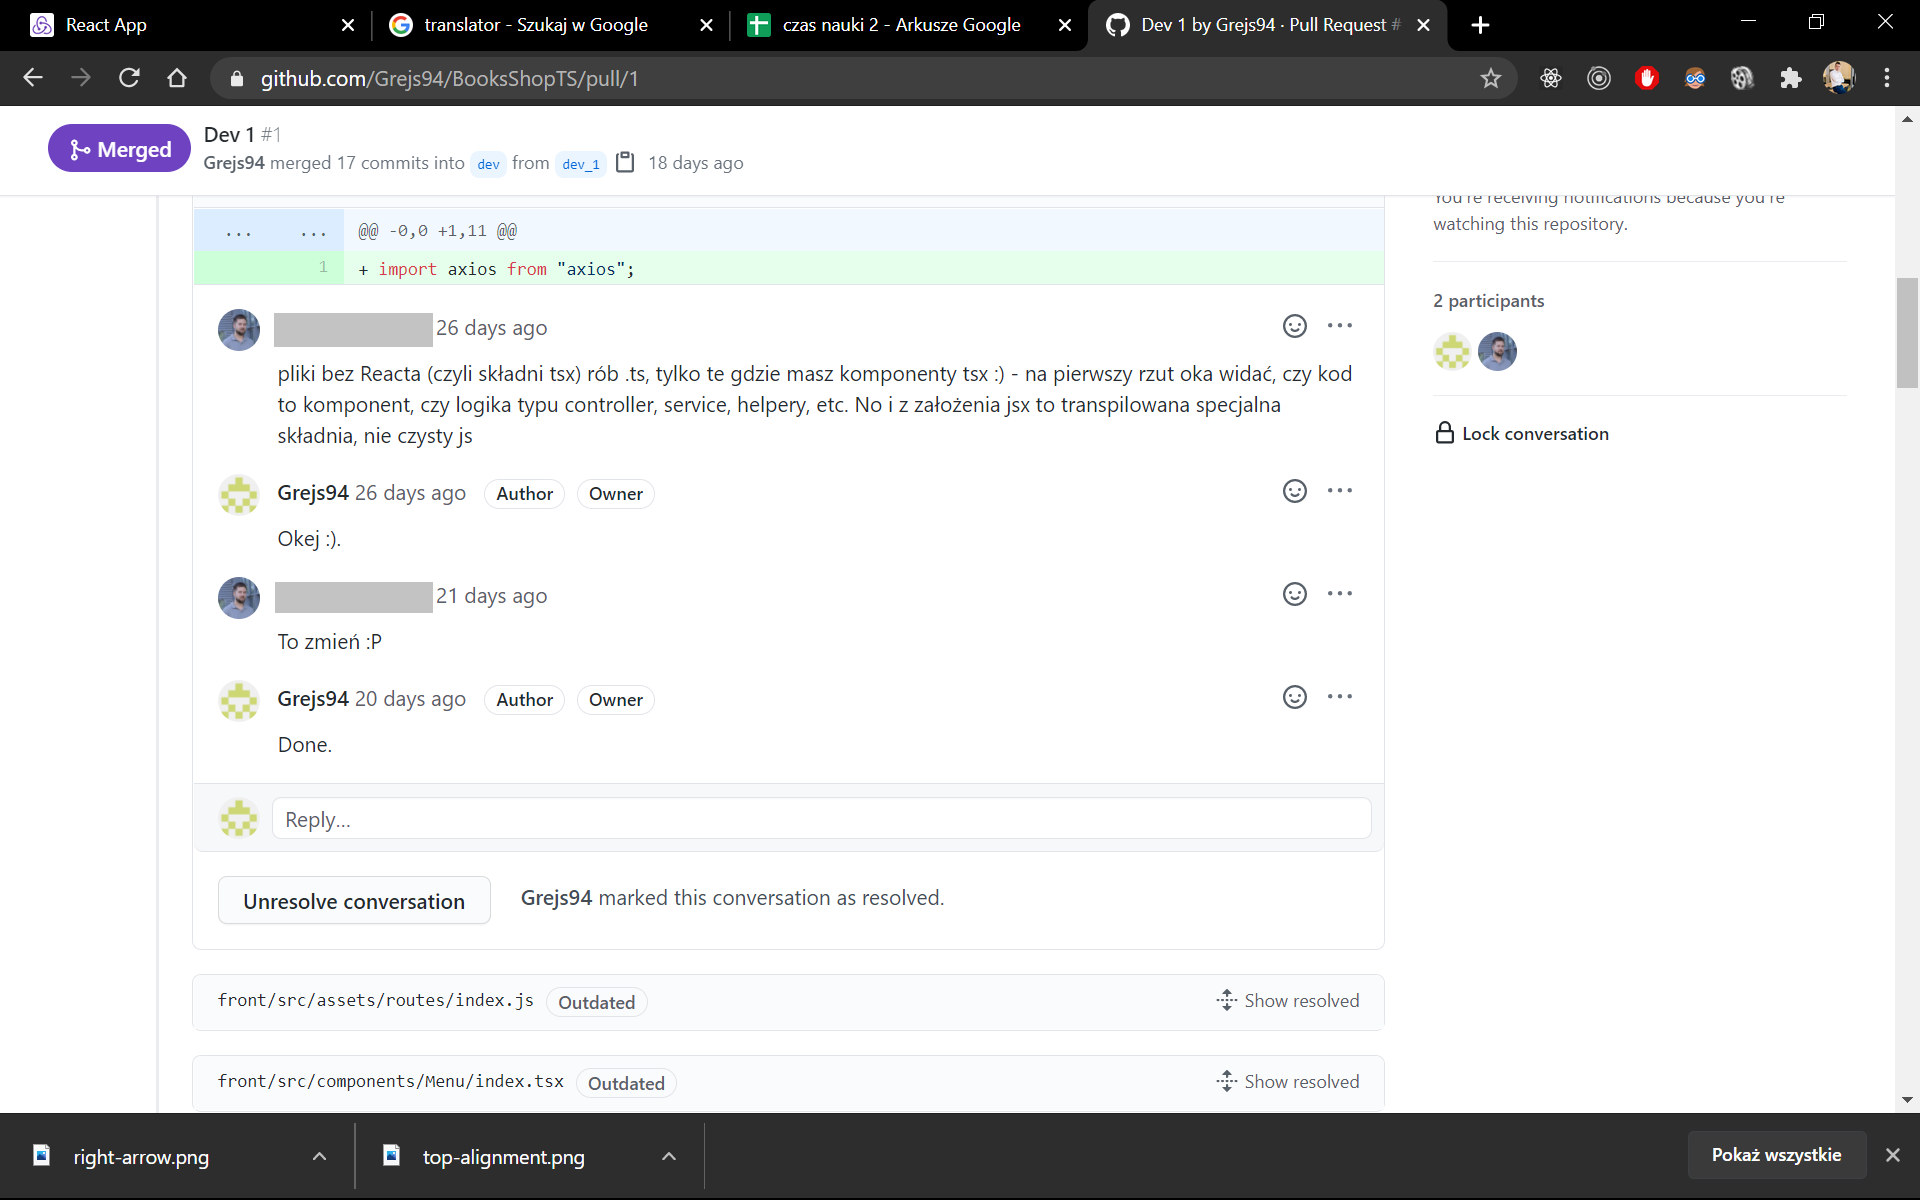 React App
translator - Szukaj w Google
czas nauki 2 - Arkusze Google
Dev 1 by Grejs94 · Pull Request #
github.com/Grejs94/BooksShopTS/pull/1
Merged
Dev 1 #1
Grejs94 merged 17 commits into dev from dev_1 18 days ago
You're receiving notifications because you're
watching this repository.
2 participants
Lock conversation
... ... @@ -0,0 +1,11 @@
1 + import axios from "axios";
26 days ago
pliki bez Reacta (czyli składni tsx) rób .ts, tylko te gdzie masz komponenty tsx :) - na pierwszy rzut oka widać, czy kod
to komponent, czy logika typu controller, service, helpery, etc. No i z założenia jsx to transpilowana specjalna
składnia, nie czysty js
Grejs94 26 days ago Author Owner
Okej :).
21 days ago
To zmień :P
Grejs94 20 days ago Author Owner
Done.
Reply...
Unresolve conversation Grejs94 marked this conversation as resolved.
front/src/assets/routes/index.js Outdated Show resolved
front/src/components/Menu/index.tsx Outdated Show resolved
right-arrow.png
top-alignment.png
Pokaż wszystkie